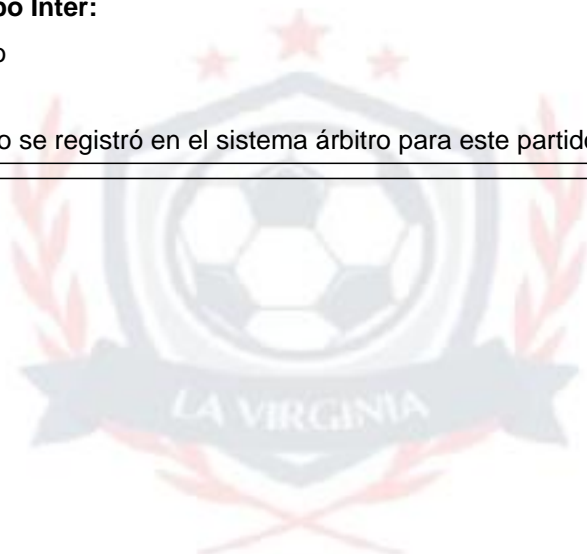 po Inter:
o
o se registró en el sistema árbitro para este partido
LA VIRGINIA